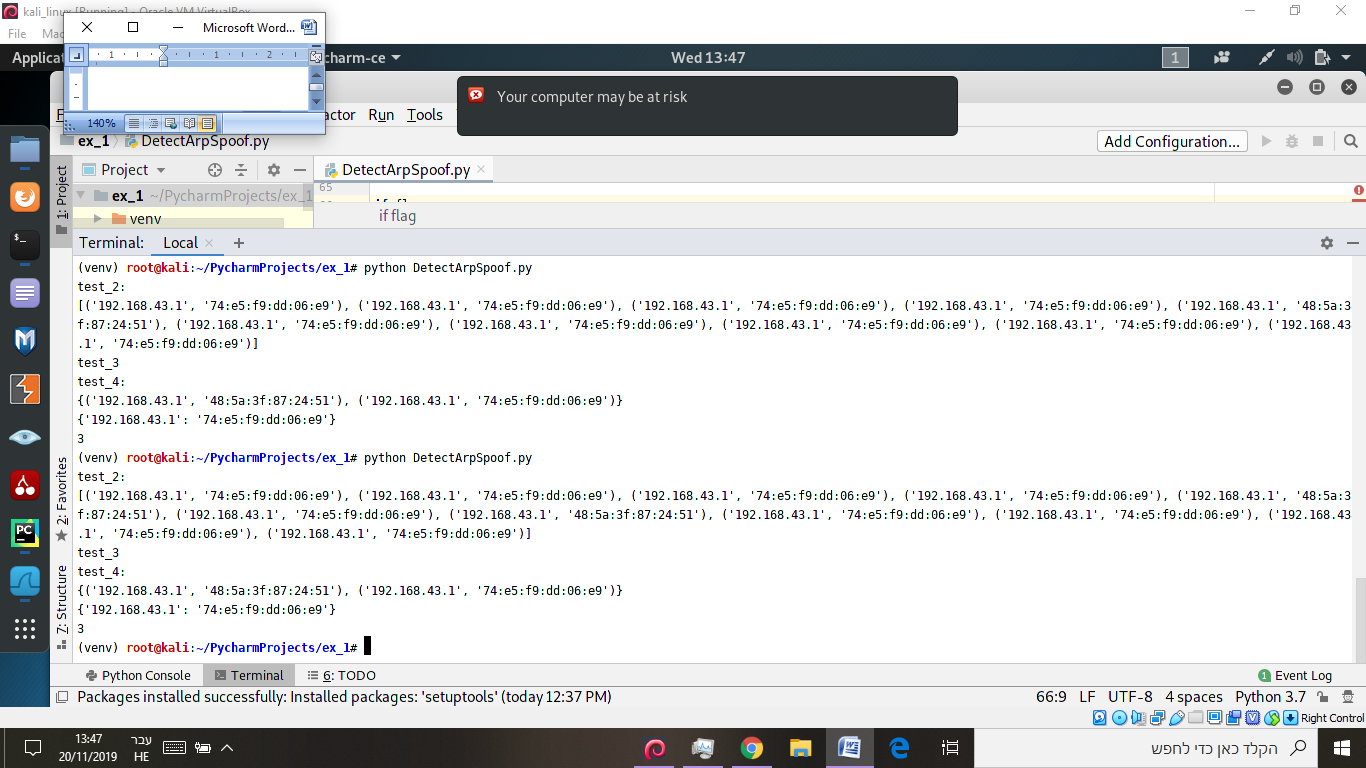 kali_linux [Running] - Oracle VM VirtualBox
File
Microsoft Word...
1 1 2
140%
charm-ce
Wed 13:47
1
Your computer may be at risk
actor Run Tools
ex_1 DetectArpSpoof.py
Add Configuration...
1: Project
Project
DetectArpSpoof.py
ex_1 ~/PycharmProjects/ex_1
65
venv
if flag
Terminal: Local +
(venv) root@kali:~/PycharmProjects/ex_1# python DetectArpSpoof.py
test_2:
[('192.168.43.1', '74:e5:f9:dd:06:e9'), ('192.168.43.1', '74:e5:f9:dd:06:e9'), ('192.168.43.1', '74:e5:f9:dd:06:e9'), ('192.168.43.1', '74:e5:f9:dd:06:e9'), ('192.168.43.1', '48:5a:3
f:87:24:51'), ('192.168.43.1', '74:e5:f9:dd:06:e9'), ('192.168.43.1', '74:e5:f9:dd:06:e9'), ('192.168.43.1', '74:e5:f9:dd:06:e9'), ('192.168.43.1', '74:e5:f9:dd:06:e9'), ('192.168.43
.1', '74:e5:f9:dd:06:e9')]
test_3
test_4:
{('192.168.43.1', '48:5a:3f:87:24:51'), ('192.168.43.1', '74:e5:f9:dd:06:e9')}
{'192.168.43.1': '74:e5:f9:dd:06:e9'}
3
(venv) root@kali:~/PycharmProjects/ex_1# python DetectArpSpoof.py
test_2:
[('192.168.43.1', '74:e5:f9:dd:06:e9'), ('192.168.43.1', '74:e5:f9:dd:06:e9'), ('192.168.43.1', '74:e5:f9:dd:06:e9'), ('192.168.43.1', '74:e5:f9:dd:06:e9'), ('192.168.43.1', '48:5a:3
f:87:24:51'), ('192.168.43.1', '74:e5:f9:dd:06:e9'), ('192.168.43.1', '48:5a:3f:87:24:51'), ('192.168.43.1', '74:e5:f9:dd:06:e9'), ('192.168.43.1', '74:e5:f9:dd:06:e9'), ('192.168.43
.1', '74:e5:f9:dd:06:e9'), ('192.168.43.1', '74:e5:f9:dd:06:e9')]
test_3
test_4:
{('192.168.43.1', '48:5a:3f:87:24:51'), ('192.168.43.1', '74:e5:f9:dd:06:e9')}
{'192.168.43.1': '74:e5:f9:dd:06:e9'}
3
(venv) root@kali:~/PycharmProjects/ex_1#
2: Favorites
7: Structure
PC
Python Console Terminal 6: TODO
1 Event Log
Packages installed successfully: Installed packages: 'setuptools' (today 12:37 PM)
66:9 LF UTF-8 4 spaces Python 3.7
Right Control
13:47
20/11/2019
עבר
HE
הקלד כאן כדי לחפש